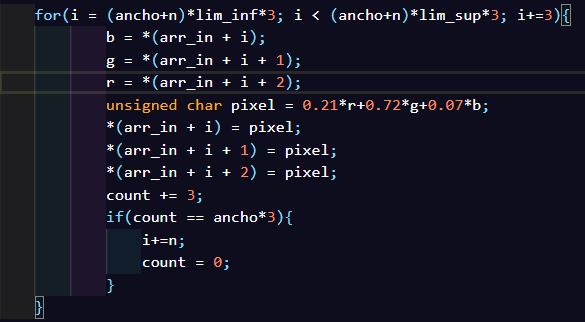 for(i = (ancho+n)*lim_inf*3; i < (ancho+n)*lim_sup*3; i+=3){
b = *(arr_in + i);
g = *(arr_in + i + 1);
r = *(arr_in + i + 2);
unsigned char pixel = 0.21*r+0.72*g+0.07*b;
*(arr_in + i) = pixel;
*(arr_in + i + 1) = pixel;
*(arr_in + i + 2) = pixel;
count += 3;
if(count == ancho*3){
i+=n;
count = 0;
}
}